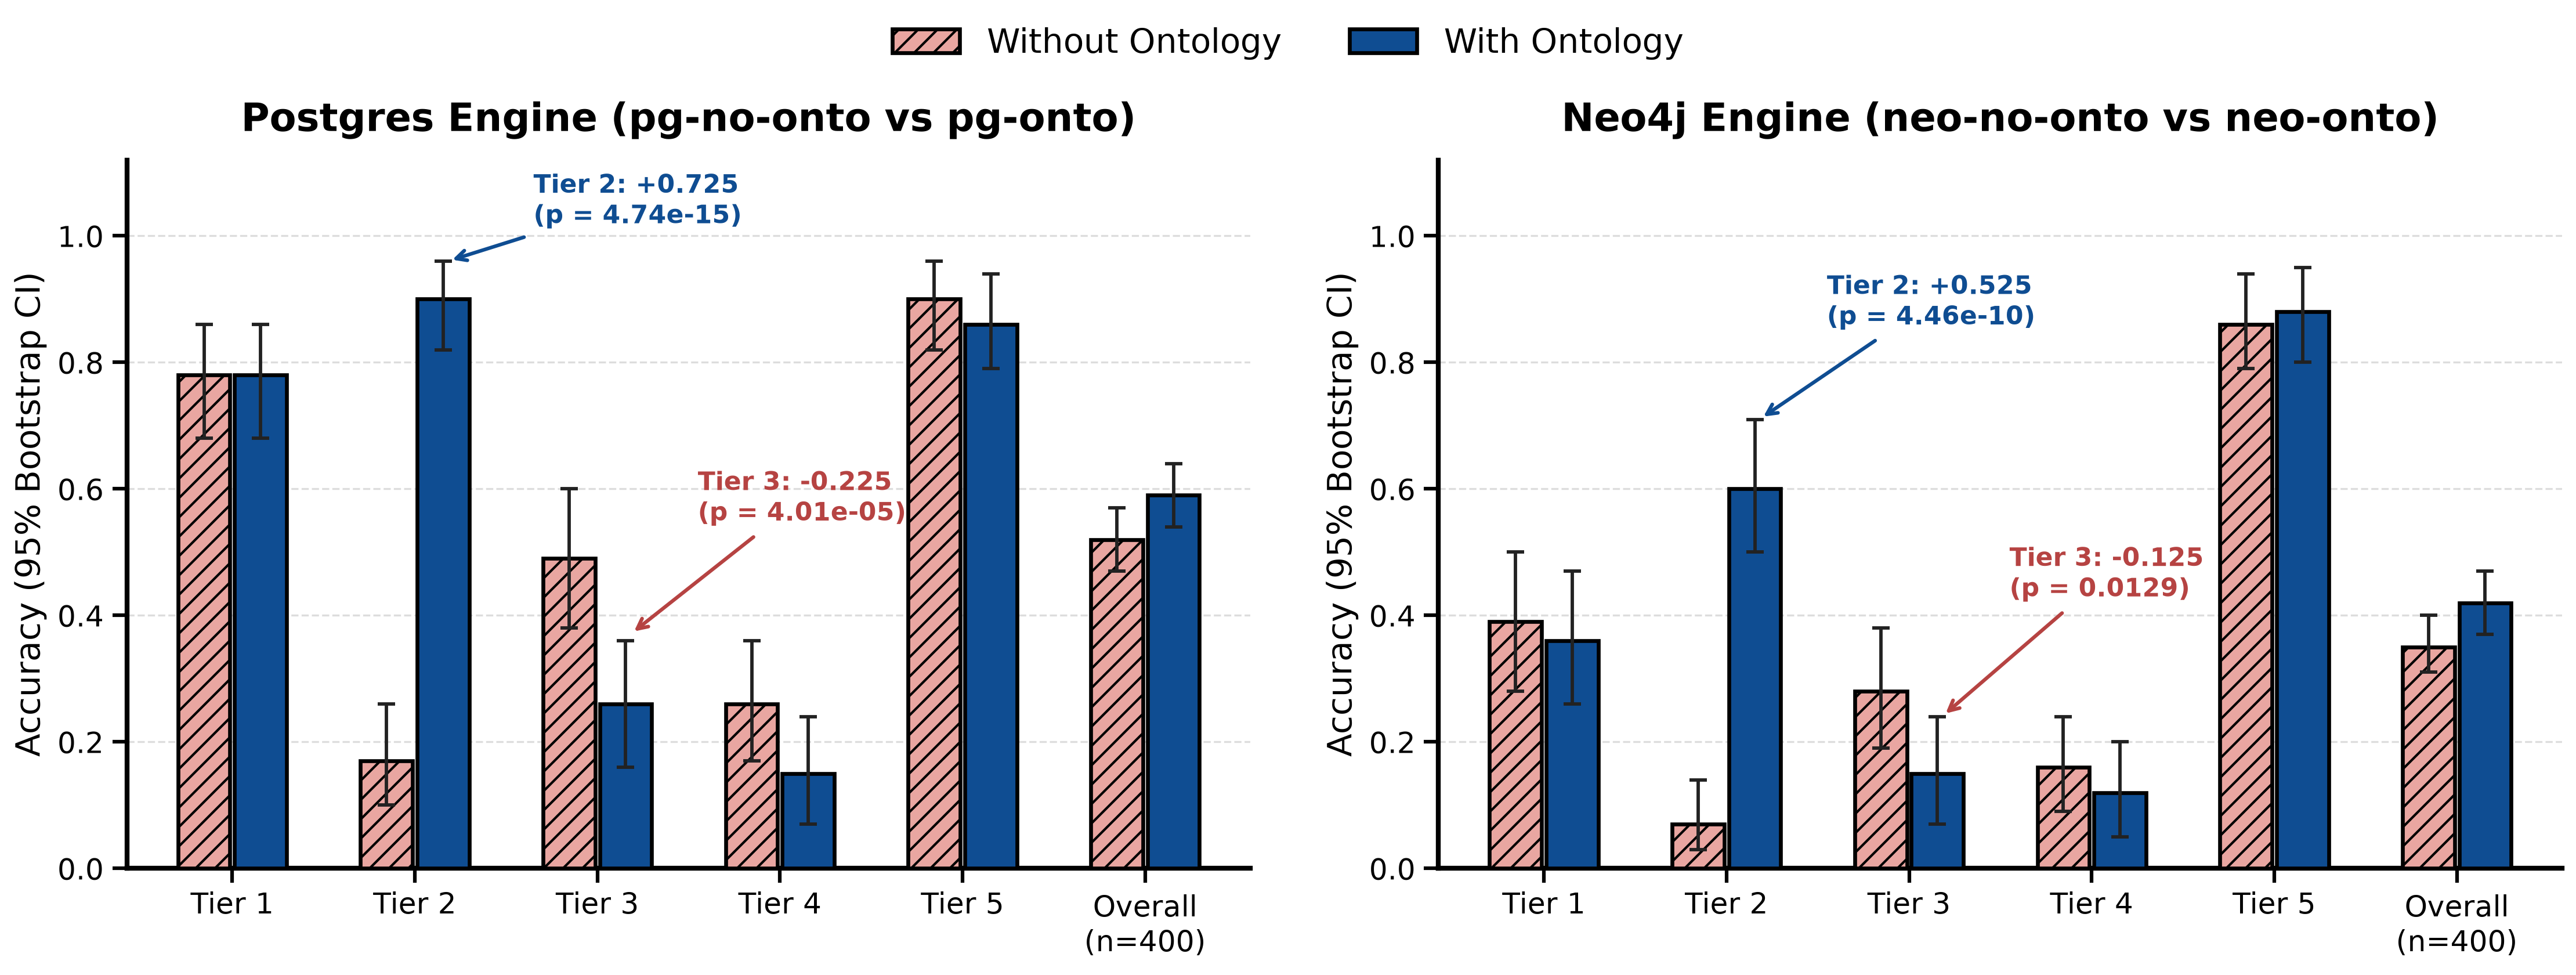 Without Ontology
With Ontology
Postgres Engine (pg-no-onto vs pg-onto)
Accuracy (95% Bootstrap CI)
1.0
0.8
0.6
0.4
0.2
0.0
Tier 2: +0.725
(p = 4.74e-15)
Tier 3: -0.225
(p = 4.01e-05)
Tier 1
Tier 2
Tier 3
Tier 4
Tier 5
Overall
(n=400)
Neo4j Engine (neo-no-onto vs neo-onto)
Accuracy (95% Bootstrap CI)
1.0
0.8
0.6
0.4
0.2
0.0
Tier 2: +0.525
(p = 4.46e-10)
Tier 3: -0.125
(p = 0.0129)
Tier 1
Tier 2
Tier 3
Tier 4
Tier 5
Overall
(n=400)